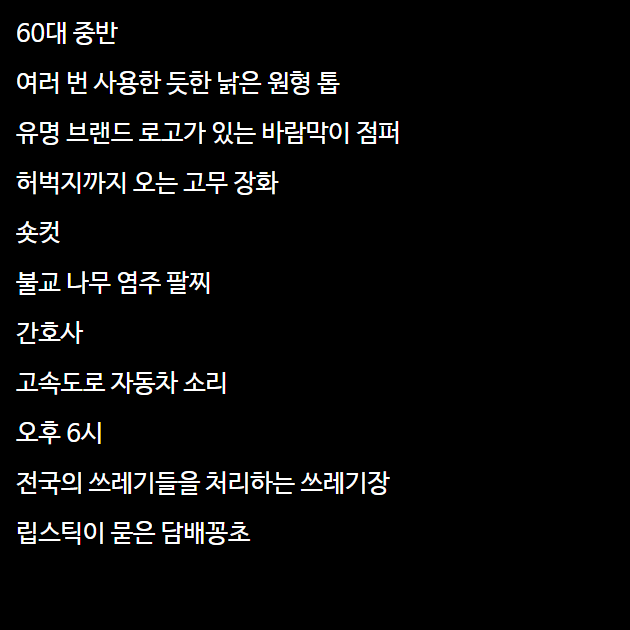 60대 중반
여러 번 사용한 듯한 낡은 원형 톱
유명 브랜드 로고가 있는 바람막이 점퍼
허벅지까지 오는 고무 장화
숏컷
불교 나무 염주 팔찌
간호사
고속도로 자동차 소리
오후 6시
전국의 쓰레기들을 처리하는 쓰레기장
립스틱이 묻은 담배꽁초